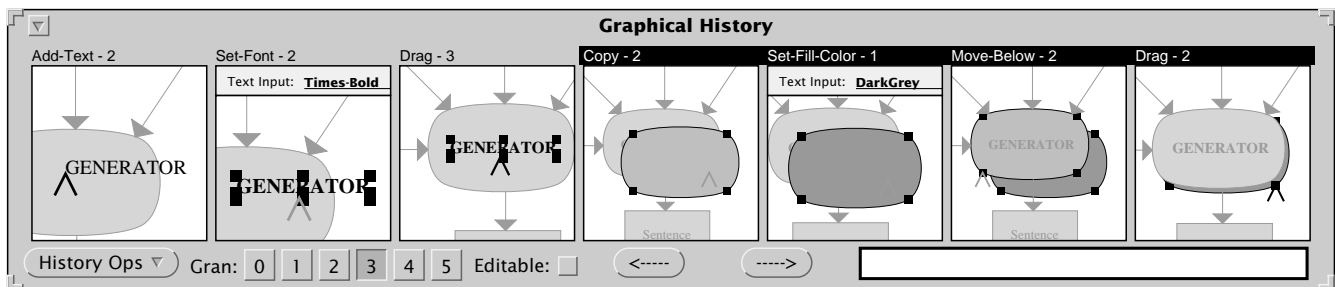 Graphical History
Add-Text - 2
Set-Font - 2
Drag - 3
Copy - 2
Set-Fill-Color - 1
Move-Below - 2
Drag - 2
Text Input: Times-Bold
Text Input: DarkGrey
GENERATOR
GENERATOR
GENERATOR
GENERATOR
GENERATOR
Sentence
Sentence
History Ops
Gran: 0 1 2 3 4 5
Editable:
<-----
----->